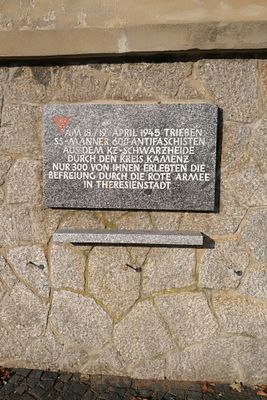 AM 18./19. APRIL 1945 TRIEBEN
SS-MÄNNER 600 ANTIFASCHISTEN
AUS DEM KZ-SCHWARZHEIDE
DURCH DEN KREIS KAMENZ
NUR 300 VON IHNEN ERLEBTEN DIE
BEFREIUNG DURCH DIE ROTE ARMEE
IN THERESIENSTADT.